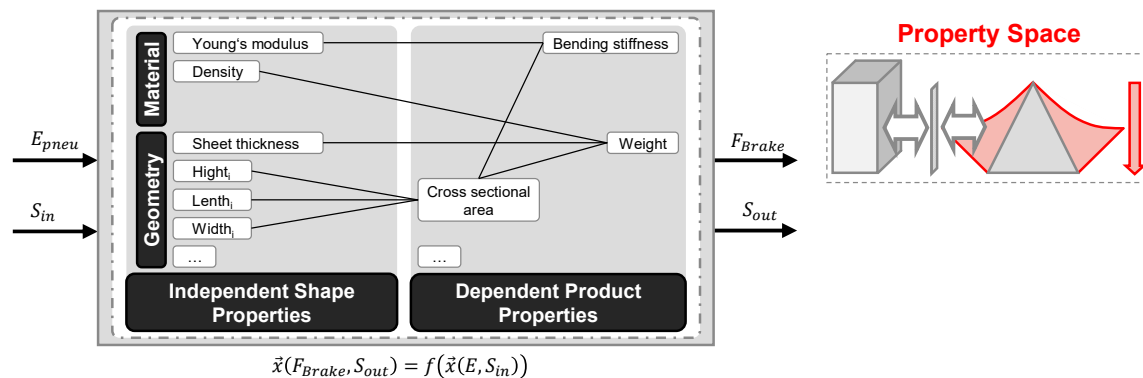 Property Space
Material
Young's modulus
Density
Bending stiffness
Geometry
Sheet thickness
Hight_i
Lenth_i
Width_i
...
Weight
Cross sectional
area
...
Independent Shape
Properties
Dependent Product
Properties
E_pneu
S_in
F_Brake
S_out
x⃗(F_Brake, S_out) = f(x⃗(E, S_in))